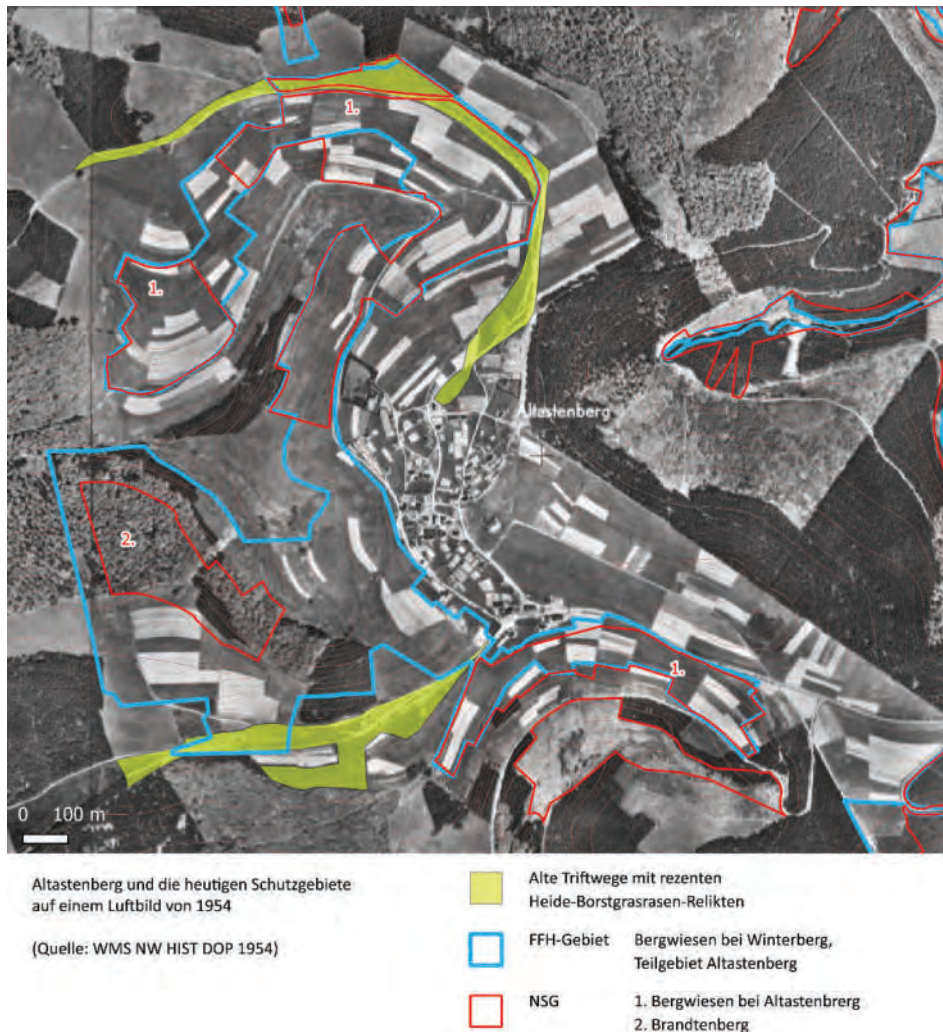 1.
1.
Altastenberg
2.
1.
0 100 m
Altastenberg und die heutigen Schutzgebiete
auf einem Luftbild von 1954
(Quelle: WMS NW HIST DOP 1954)
Alte Triftwege mit rezenten
Heide-Borstgrasrasen-Relikten
FFH-Gebiet Bergwiesen bei Winterberg,
Teilgebiet Altastenberg
NSG 1. Bergwiesen bei Altastenbrerg
2. Brandtenberg